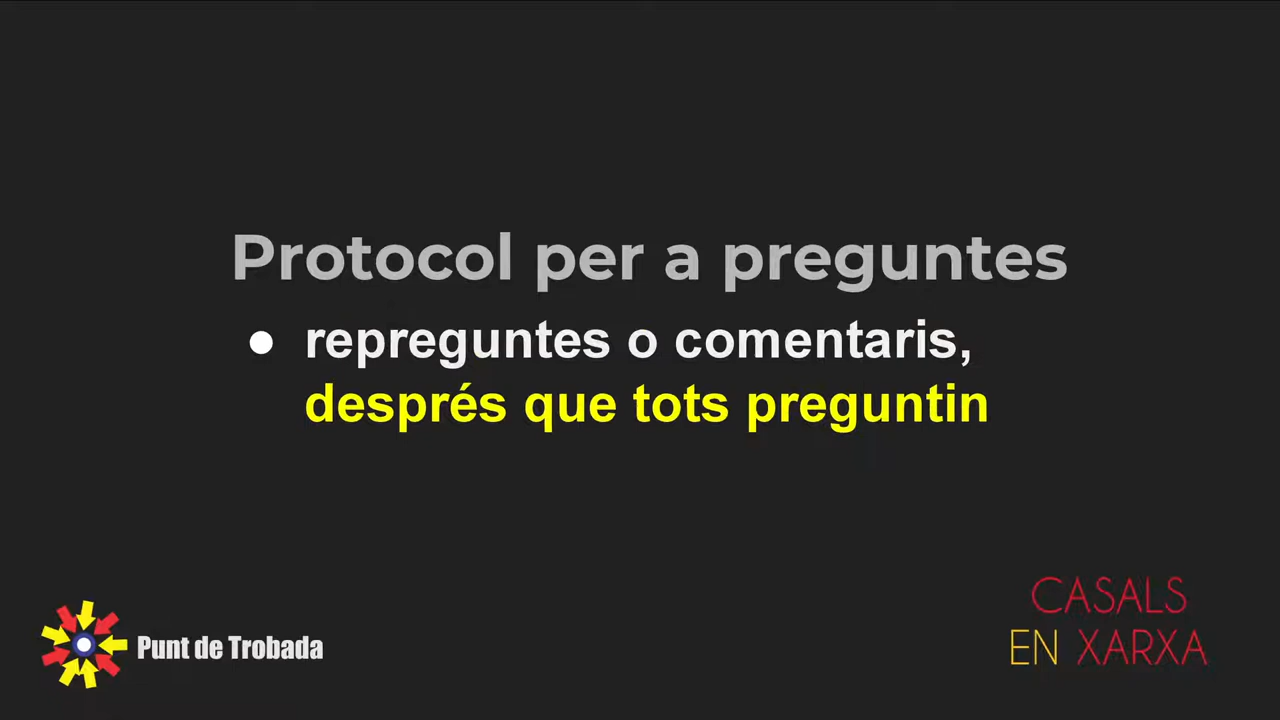 Protocol per a preguntes
● repreguntes o comentaris,
després que tots preguntin
Punt de Trobada
CASALS
EN XARXA